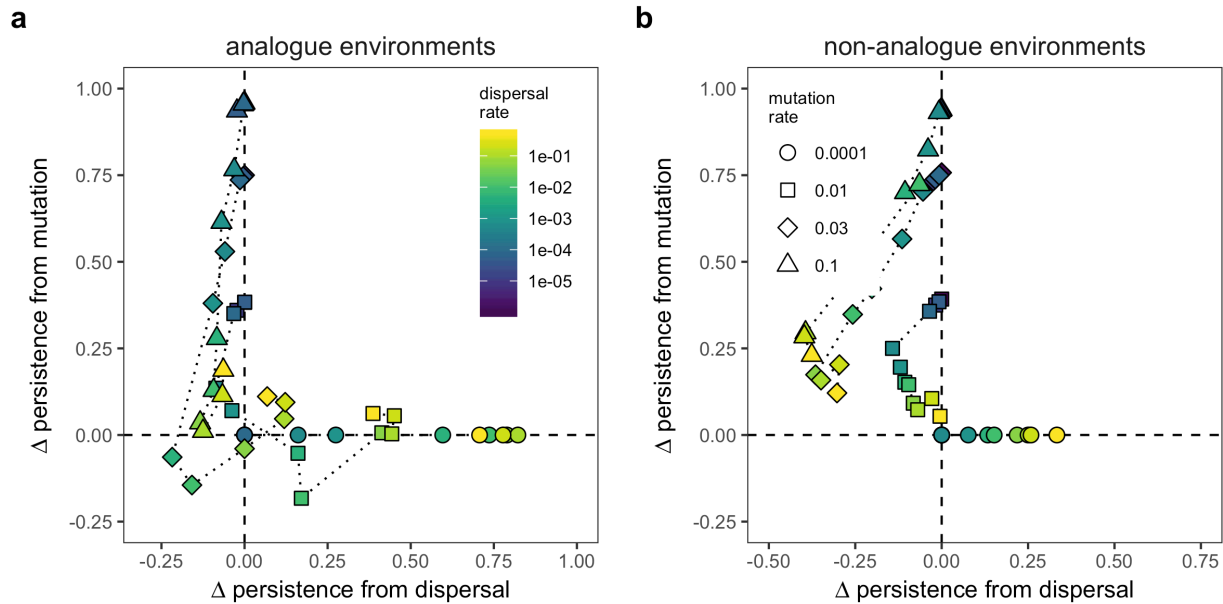 a
analogue environments
Δ persistence from mutation
1.00
0.75
0.50
0.25
0.00
-0.25
dispersal
rate
1e-01
1e-02
1e-03
1e-04
1e-05
-0.25
0.00
0.25
0.50
0.75
1.00
Δ persistence from dispersal
b
non-analogue environments
Δ persistence from mutation
1.00
0.75
0.50
0.25
0.00
-0.25
mutation
rate
0.0001
0.01
0.03
0.1
-0.50
-0.25
0.00
0.25
0.50
0.75
Δ persistence from dispersal